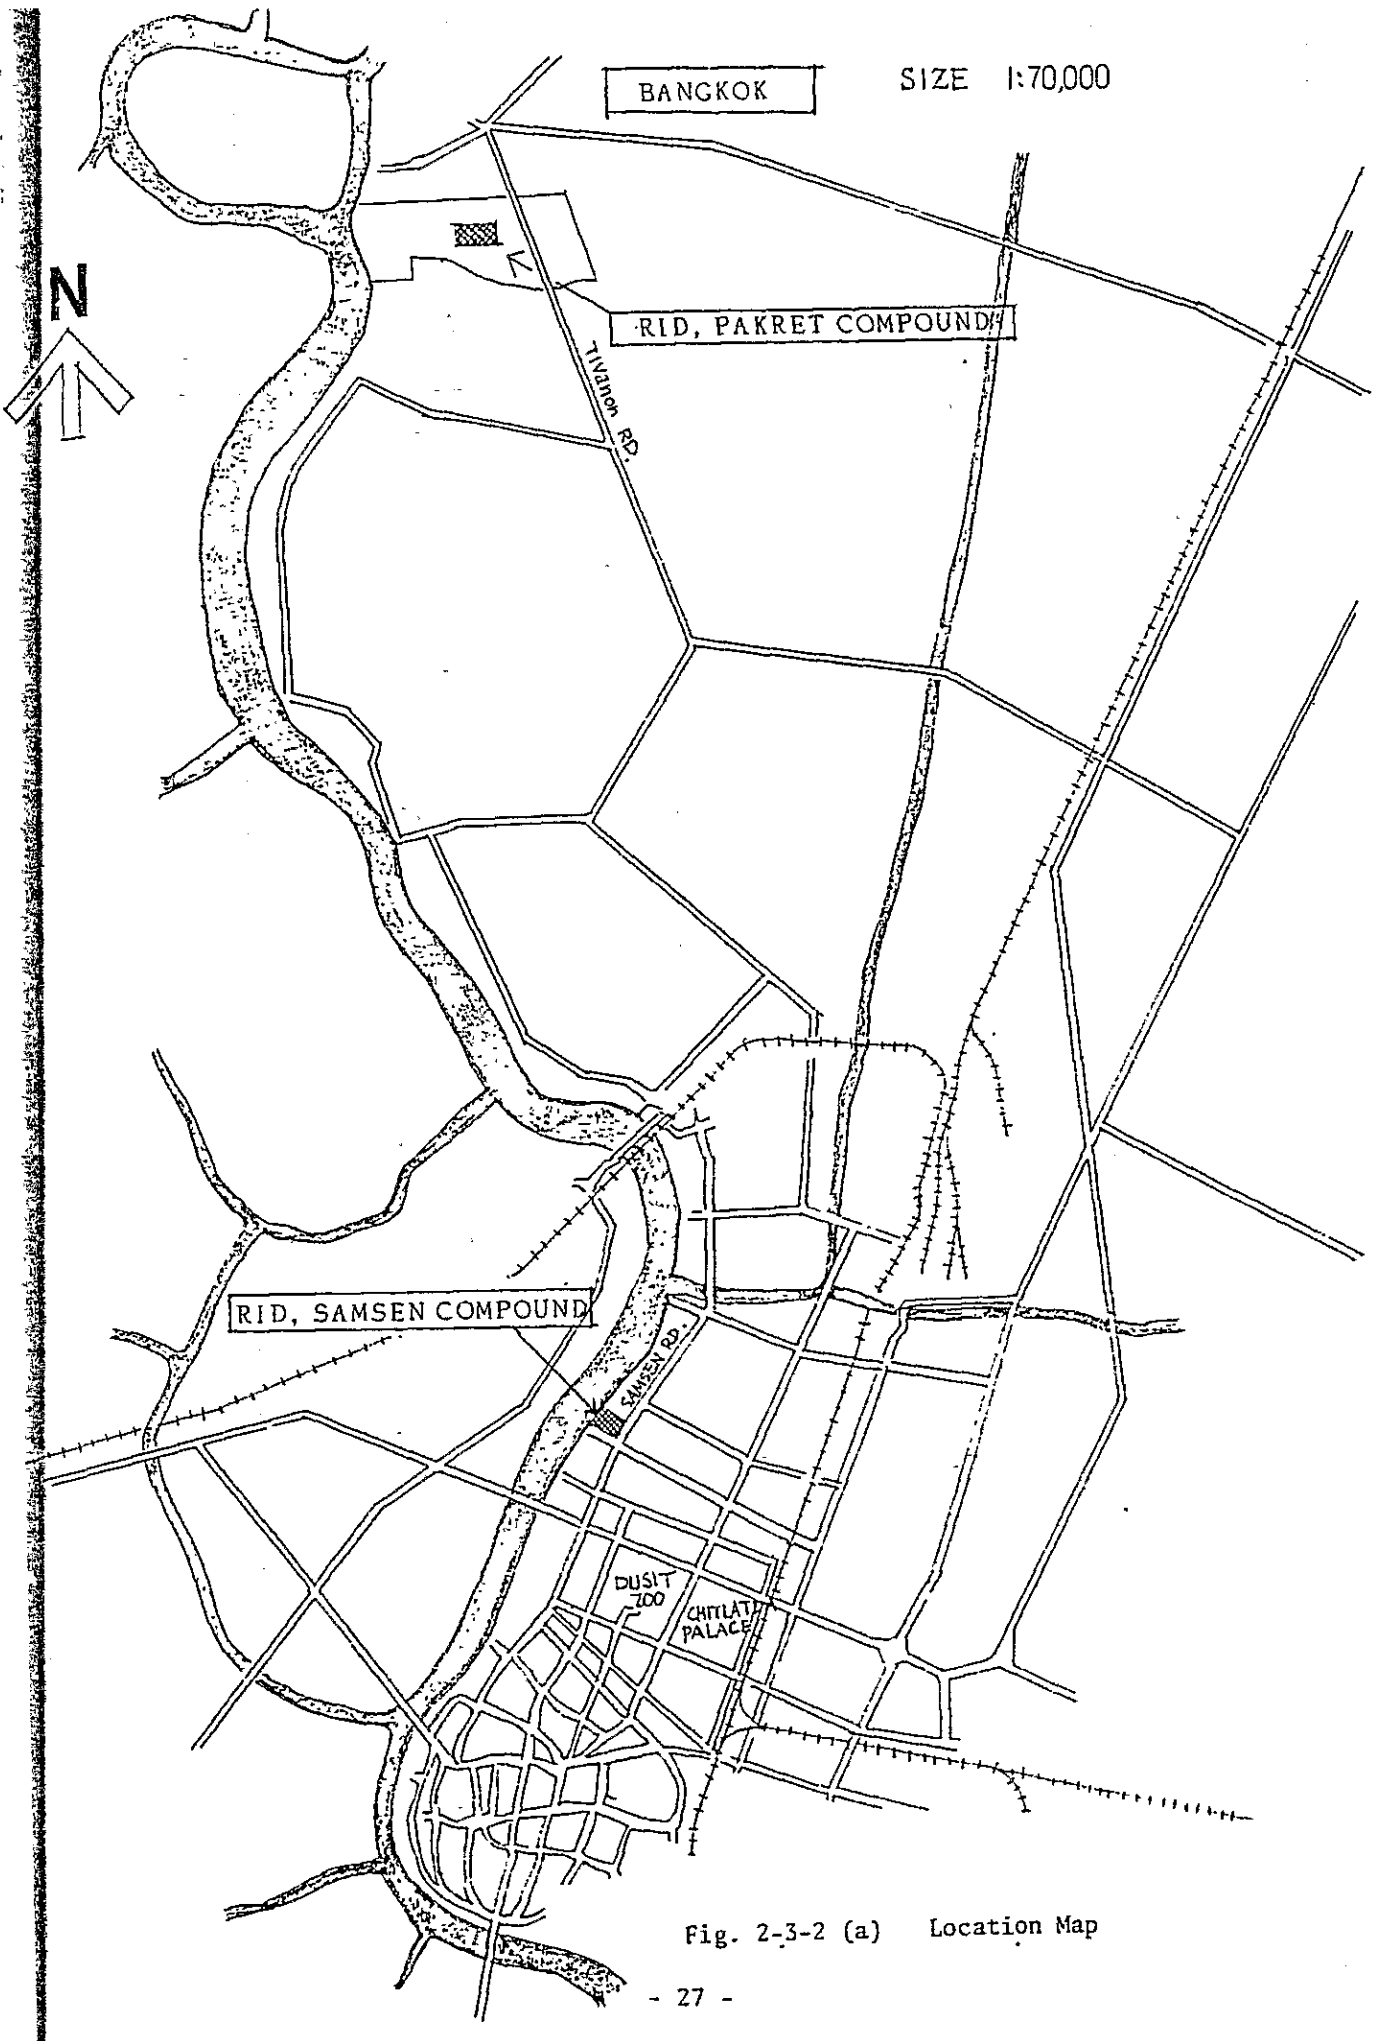 BANGKOK
SIZE 1:70,000
N
RID, PAKRET COMPOUND
Tivanon RD.
RID, SAMSEN COMPOUND
SAMSEN RD.
DUSIT
ZOO
CHITLAT
PALACE
Fig. 2-3-2 (a) Location Map
- 27 -